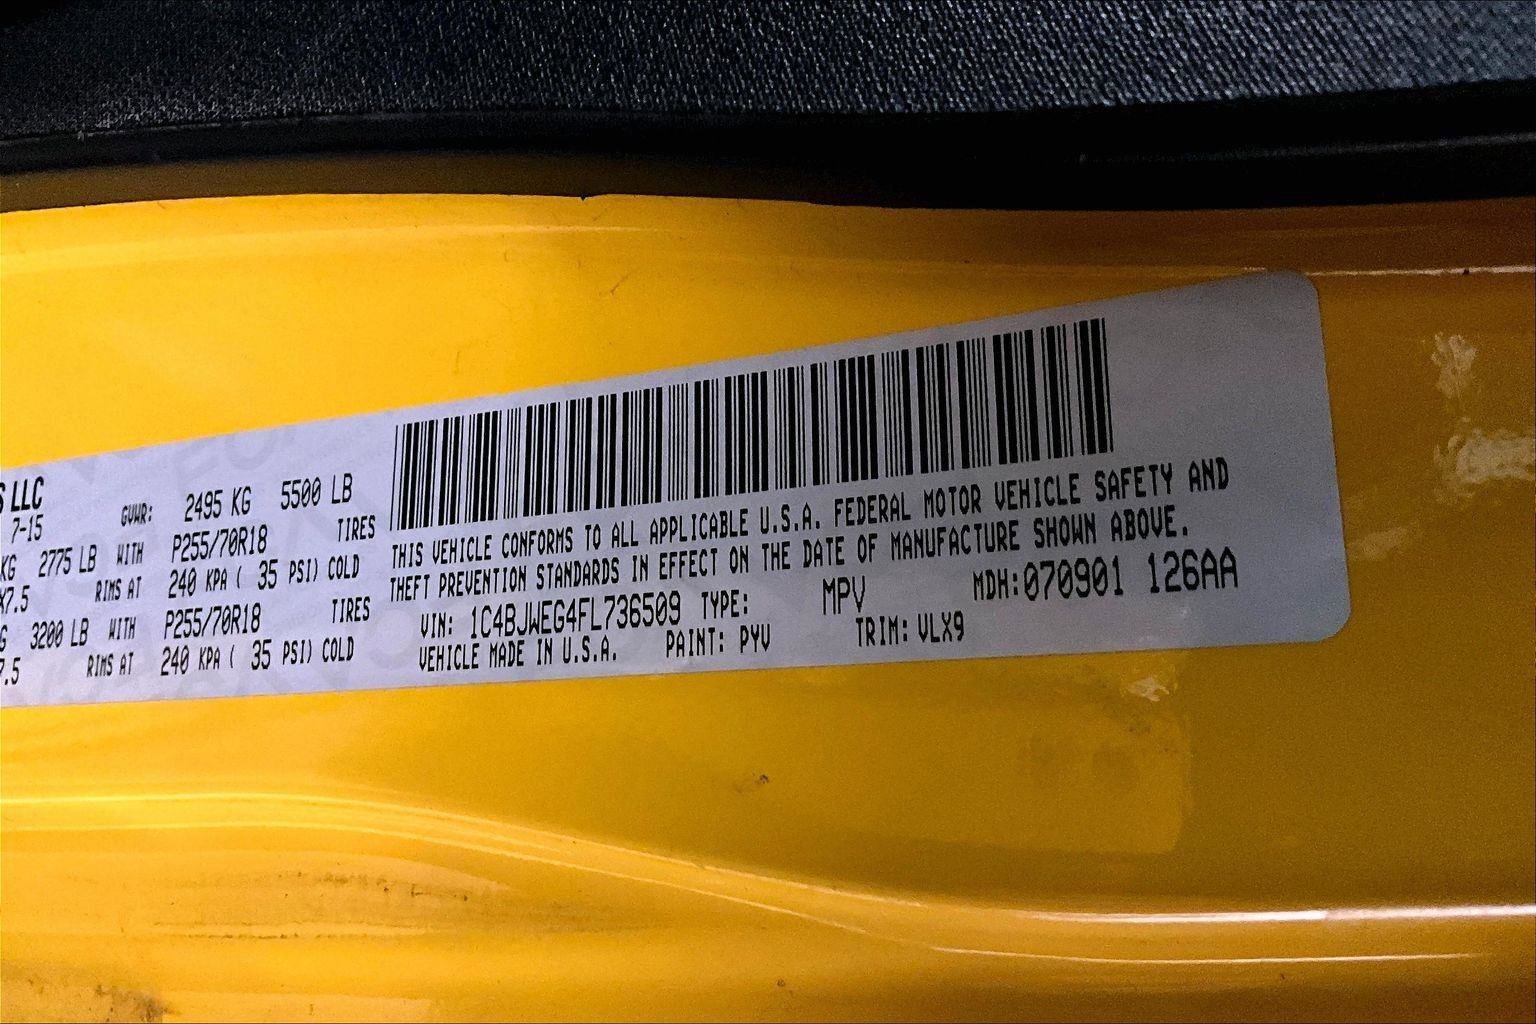 S LLC
7-15
GVWR: 2495 KG 5500 LB
KG 2775 LB WITH P255/70R18 TIRES
X7.5 RIMS AT 240 KPA ( 35 PSI) COLD
G 3200 LB WITH P255/70R18 TIRES
7.5 RIMS AT 240 KPA ( 35 PSI) COLD
THIS VEHICLE CONFORMS TO ALL APPLICABLE U.S.A. FEDERAL MOTOR VEHICLE SAFETY AND
THEFT PREVENTION STANDARDS IN EFFECT ON THE DATE OF MANUFACTURE SHOWN ABOVE.
VIN: 1C4BJWEG4FL736509 TYPE: MPV MDH:070901 126AA
VEHICLE MADE IN U.S.A. PAINT: PYV TRIM: VLX9